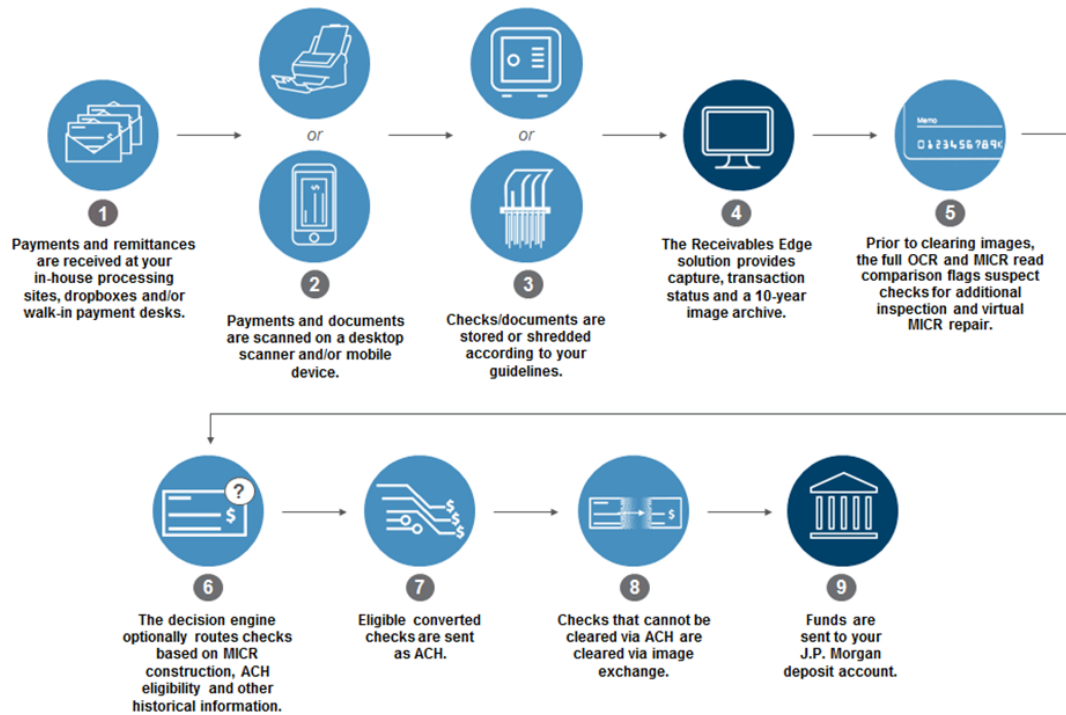 or
or
Memo
0123456789
1
Payments and remittances
are received at your
in-house processing
sites, dropboxes and/or
walk-in payment desks.
2
Payments and documents
are scanned on a desktop
scanner and/or mobile
device.
3
Checks/documents are
stored or shredded
according to your
guidelines.
4
The Receivables Edge
solution provides
capture, transaction
status and a 10-year
image archive.
5
Prior to clearing images,
the full OCR and MICR read
comparison flags suspect
checks for additional
inspection and virtual
MICR repair.
?
$
$
$
$
$
6
The decision engine
optionally routes checks
based on MICR
construction, ACH
eligibility and other
historical information.
7
Eligible converted
checks are sent
as ACH.
8
Checks that cannot be
cleared via ACH are
cleared via image
exchange.
9
Funds are
sent to your
J.P. Morgan
deposit account.